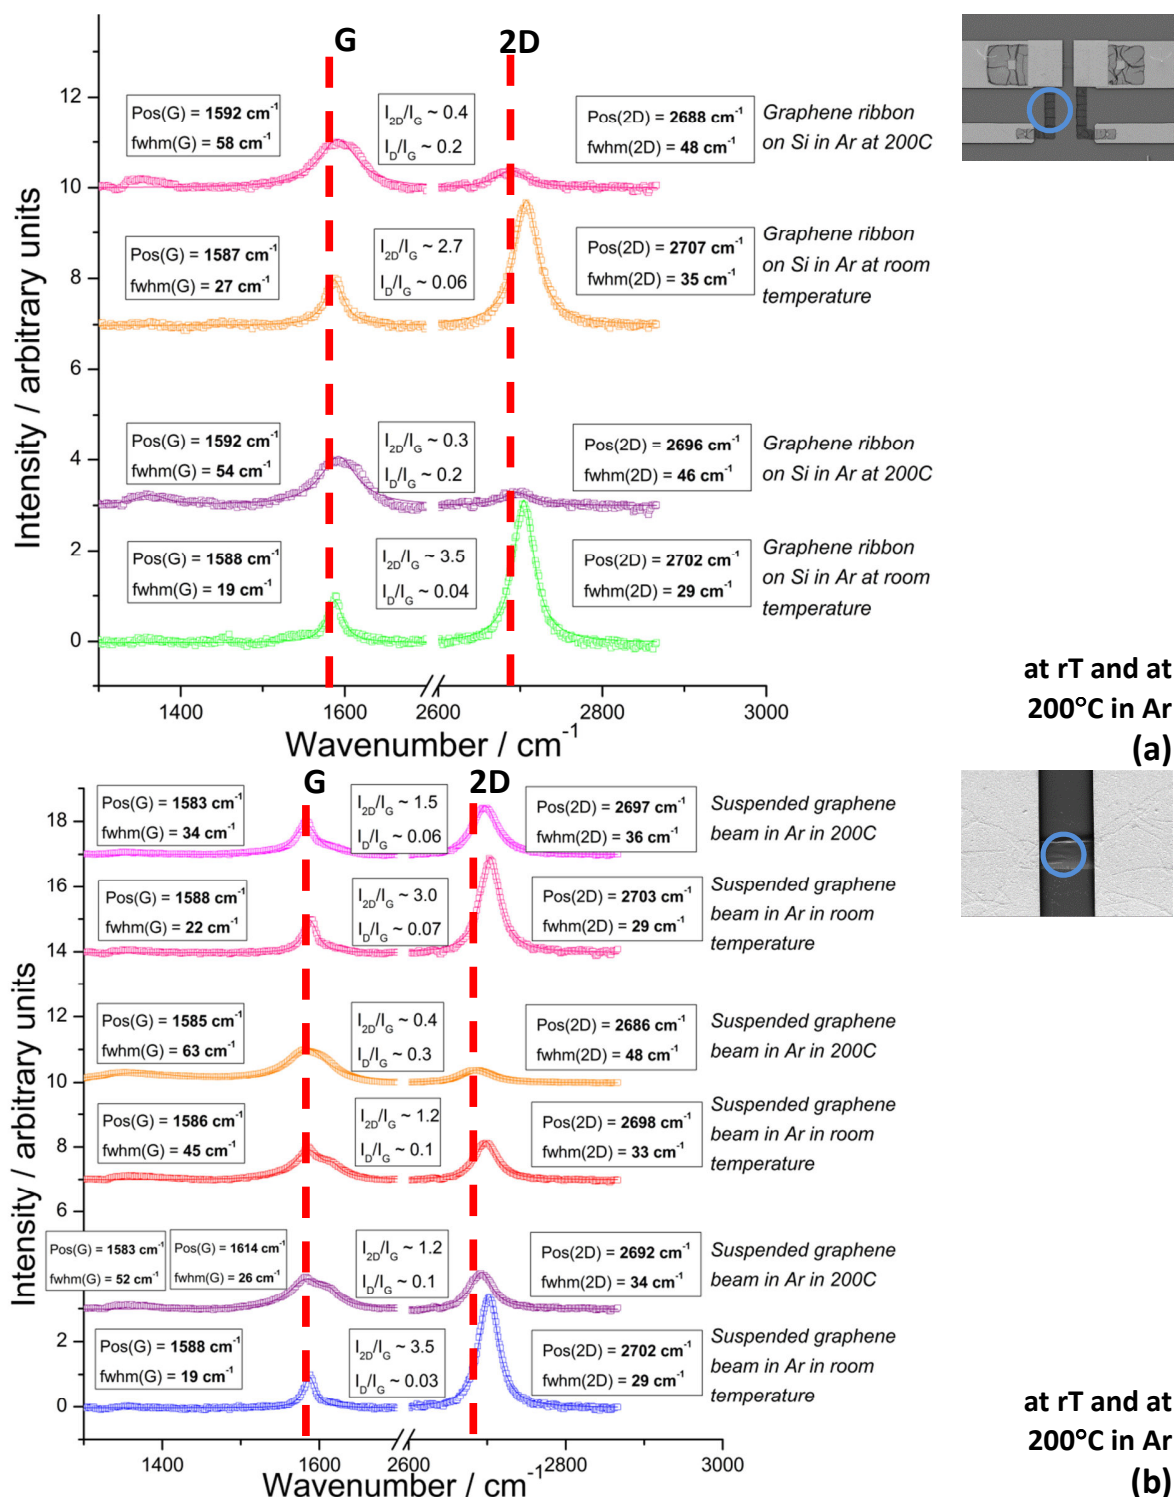 G
2D
12
Pos(G) = 1592 cm-1
fwhm(G) = 58 cm-1
I2D/IG ~ 0.4
ID/IG ~ 0.2
Pos(2D) = 2688 cm-1
fwhm(2D) = 48 cm-1
Graphene ribbon
on Si in Ar at 200C
10
Pos(G) = 1587 cm-1
fwhm(G) = 27 cm-1
I2D/IG ~ 2.7
ID/IG ~ 0.06
Pos(2D) = 2707 cm-1
fwhm(2D) = 35 cm-1
Graphene ribbon
on Si in Ar at room
temperature
8
6
Pos(G) = 1592 cm-1
fwhm(G) = 54 cm-1
I2D/IG ~ 0.3
ID/IG ~ 0.2
Pos(2D) = 2696 cm-1
fwhm(2D) = 46 cm-1
Graphene ribbon
on Si in Ar at 200C
4
Pos(G) = 1588 cm-1
fwhm(G) = 19 cm-1
I2D/IG ~ 3.5
ID/IG ~ 0.04
Pos(2D) = 2702 cm-1
fwhm(2D) = 29 cm-1
Graphene ribbon
on Si in Ar at room
temperature
2
0
Intensity / arbitrary units
1400 1600 2600 2800 3000
Wavenumber / cm-1
at rT and at
200°C in Ar
(a)
G
2D
18
Pos(G) = 1583 cm-1
fwhm(G) = 34 cm-1
I2D/IG ~ 1.5
ID/IG ~ 0.06
Pos(2D) = 2697 cm-1
fwhm(2D) = 36 cm-1
Suspended graphene
beam in Ar in 200C
16
Pos(G) = 1588 cm-1
fwhm(G) = 22 cm-1
I2D/IG ~ 3.0
ID/IG ~ 0.07
Pos(2D) = 2703 cm-1
fwhm(2D) = 29 cm-1
Suspended graphene
beam in Ar in room
temperature
14
12
Pos(G) = 1585 cm-1
fwhm(G) = 63 cm-1
I2D/IG ~ 0.4
ID/IG ~ 0.3
Pos(2D) = 2686 cm-1
fwhm(2D) = 48 cm-1
Suspended graphene
beam in Ar in 200C
10
Pos(G) = 1586 cm-1
fwhm(G) = 45 cm-1
I2D/IG ~ 1.2
ID/IG ~ 0.1
Pos(2D) = 2698 cm-1
fwhm(2D) = 33 cm-1
Suspended graphene
beam in Ar in room
temperature
8
6
Pos(G) = 1583 cm-1
fwhm(G) = 52 cm-1
Pos(G) = 1614 cm-1
fwhm(G) = 26 cm-1
I2D/IG ~ 1.2
ID/IG ~ 0.1
Pos(2D) = 2692 cm-1
fwhm(2D) = 34 cm-1
Suspended graphene
beam in Ar in 200C
2
Pos(G) = 1588 cm-1
fwhm(G) = 19 cm-1
I2D/IG ~ 3.5
ID/IG ~ 0.03
Pos(2D) = 2702 cm-1
fwhm(2D) = 29 cm-1
Suspended graphene
beam in Ar in room
temperature
0
Intensity / arbitrary units
1400 1600 2600 2800 3000
Wavenumber / cm-1
at rT and at
200°C in Ar
(b)